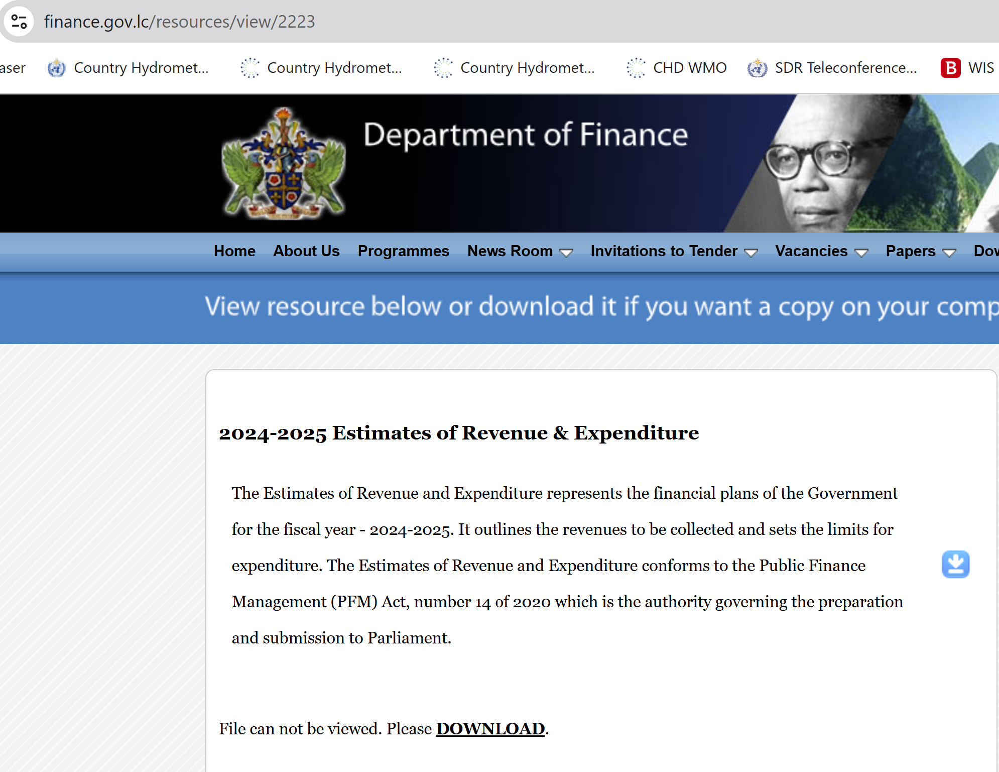 finance.gov.lc/resources/view/2223
aser Country Hydromet... Country Hydromet... Country Hydromet... CHD WMO SDR Teleconference... B WIS
Department of Finance
Home About Us Programmes News Room Invitations to Tender Vacancies Papers Dow
View resource below or download it if you want a copy on your comp
2024-2025 Estimates of Revenue & Expenditure
The Estimates of Revenue and Expenditure represents the financial plans of the Government
for the fiscal year - 2024-2025. It outlines the revenues to be collected and sets the limits for
expenditure. The Estimates of Revenue and Expenditure conforms to the Public Finance
Management (PFM) Act, number 14 of 2020 which is the authority governing the preparation
and submission to Parliament.
File can not be viewed. Please DOWNLOAD.